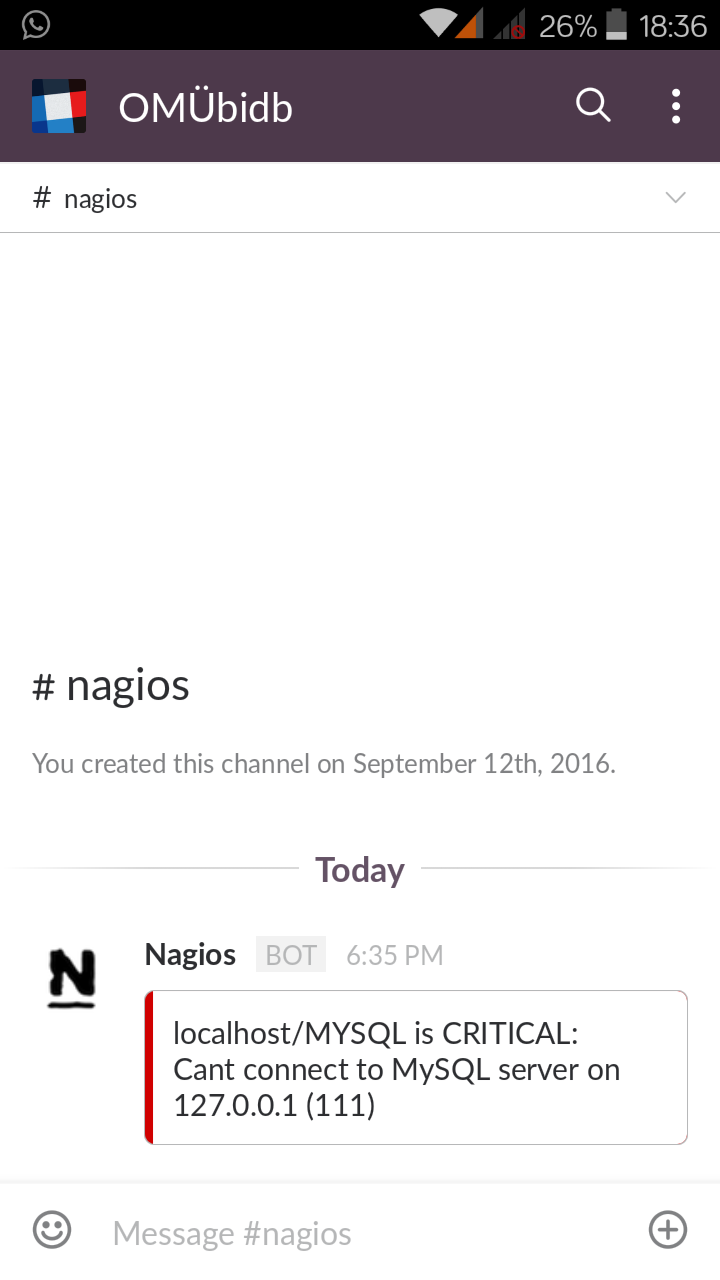 26% 18:36
OMÜbidb
# nagios
# nagios
You created this channel on September 12th, 2016.
Today
N
Nagios BOT 6:35 PM
localhost/MYSQL is CRITICAL:
Cant connect to MySQL server on
127.0.0.1 (111)
Message #nagios